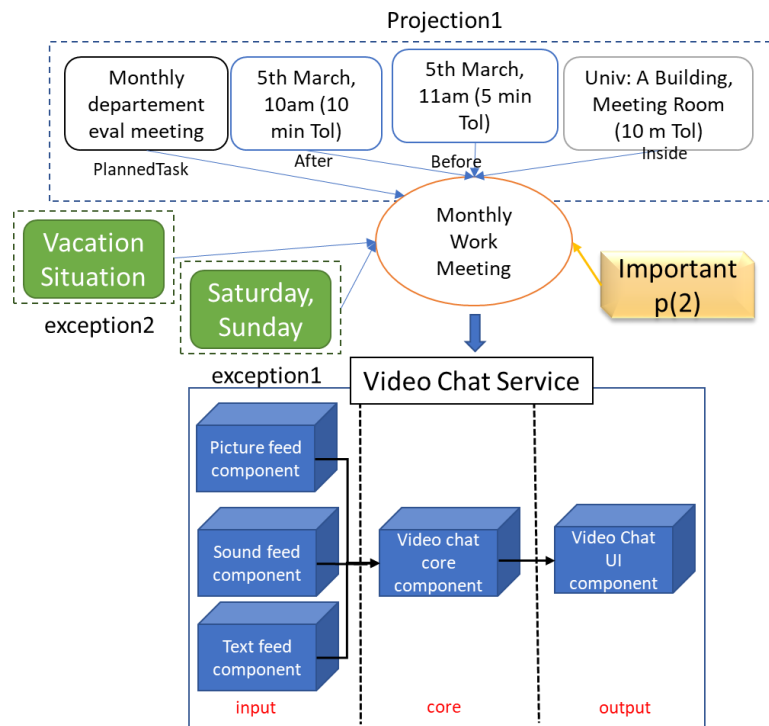 Projection1
Monthly
departement
eval meeting
5th March,
10am (10
min Tol)
5th March,
11am (5 min
Tol)
Univ: A Building,
Meeting Room
(10 m Tol)
PlannedTask
After
Before
Inside
Monthly
Work
Meeting
Vacation
Situation
exception2
Saturday,
Sunday
exception1
Important
p(2)
Video Chat Service
Picture feed
component
Sound feed
component
Text feed
component
Video chat
core
component
Video Chat
UI
component
input
core
output